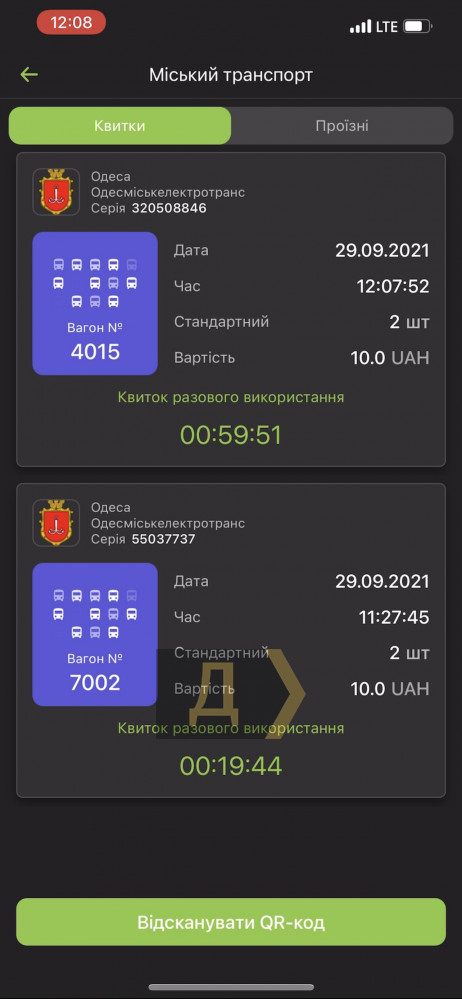 12:08
LTE
Міський транспорт
Квитки
Проїзні
Одеса
Одесміськелектротранс
Серія 320508846
Вагон №
4015
Дата 29.09.2021
Час 12:07:52
Стандартний 2 шт
Вартість 10.0 UAH
Квиток разового використання
00:59:51
Одеса
Одесміськелектротранс
Серія 55037737
Вагон №
7002
Дата 29.09.2021
Час 11:27:45
Стандартний 2 шт
Вартість 10.0 UAH
Д
Квиток разового використання
00:19:44
Відсканувати QR-код